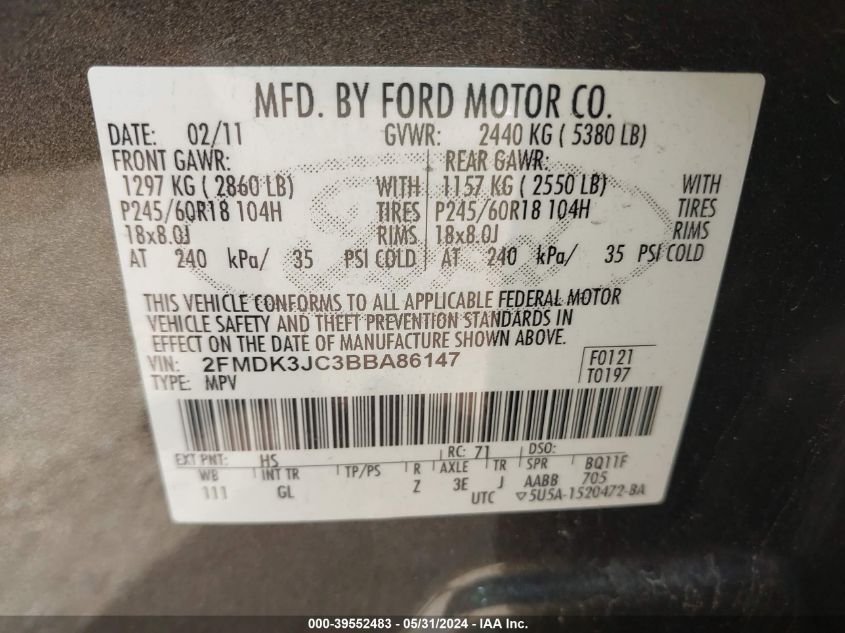 MFD. BY FORD MOTOR CO.
DATE: 02/11 GVWR: 2440 KG ( 5380 LB)
FRONT GAWR: REAR GAWR:
1297 KG ( 2860 LB) WITH 1157 KG ( 2550 LB) WITH
P245/60R18 104H TIRES P245/60R18 104H TIRES
18x8.0J RIMS 18x8.0J RIMS
AT 240 kPa/ 35 PSI COLD AT 240 kPa/ 35 PSI COLD
THIS VEHICLE CONFORMS TO ALL APPLICABLE FEDERAL MOTOR
VEHICLE SAFETY AND THEFT PREVENTION STANDARDS IN
EFFECT ON THE DATE OF MANUFACTURE SHOWN ABOVE.
VIN: 2FMDK3JC3BBA86147 F0121
TYPE: MPV T0197
EXT PNT: HS RC: 71 DSO:
WB INT TR TP/PS R AXLE TR SPR BQ11F
111 GL Z 3E J AABB 705
UTC ▽5U5A-1520472-BA
000-39552483 - 05/31/2024 - IAAI Auctions, Inc.